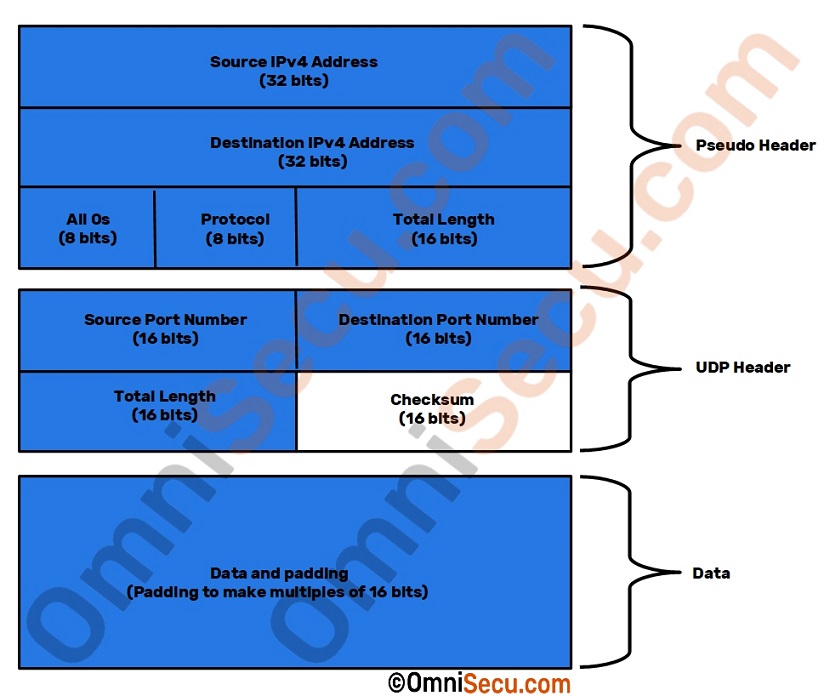 Source IPv4 Address
(32 bits)
Destination IPv4 Address
(32 bits)
Pseudo Header
All 0s
(8 bits)
Protocol
(8 bits)
Total Length
(16 bits)
Source Port Number
(16 bits)
Destination Port Number
(16 bits)
UDP Header
Total Length
(16 bits)
Checksum
(16 bits)
Data and padding
(Padding to make multiples of 16 bits)
Data
©OmniSecu.com
OmniSecu.com
OmniSecu.com